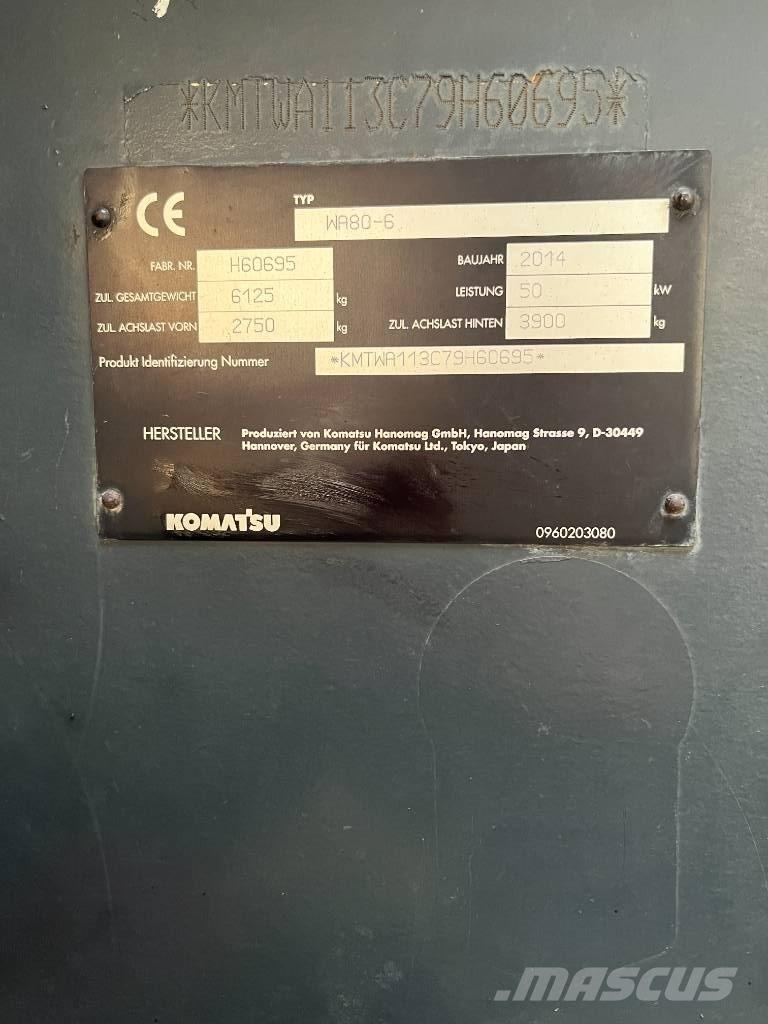 *KMTWA113C79H60695*
CE
TYP
WA80-6
FABR. NR. H60695 BAUJAHR 2014
ZUL. GESAMTGEWICHT 6125 kg LEISTUNG 50 kW
ZUL. ACHSLAST VORN 2750 kg ZUL. ACHSLAST HINTEN 3900 kg
Produkt Identifizierung Nummer *KMTWA113C79H60695*
HERSTELLER Produziert von Komatsu Hanomag GmbH, Hanomag Strasse 9, D-30449
Hannover, Germany für Komatsu Ltd., Tokyo, Japan
KOMATSU
0960203080
MASCUS